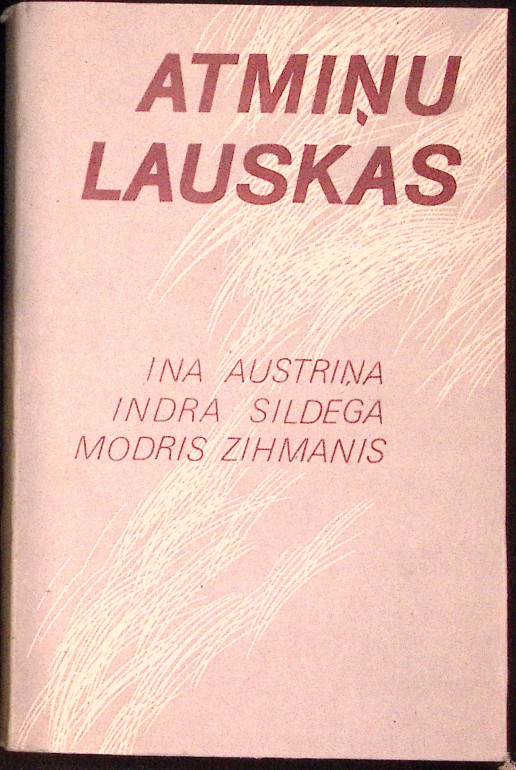 ATMIŅU
LAUSKAS
INA AUSTRIŅA
INDRA SILDEGA
MODRIS ZIHMANIS